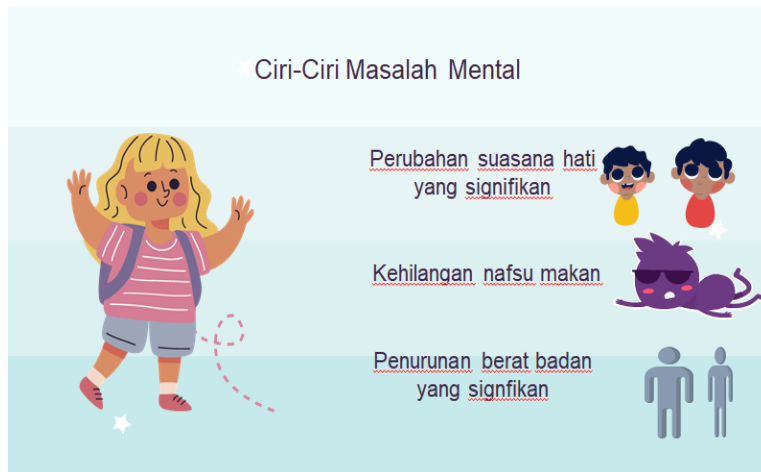 Ciri-Ciri Masalah Mental
Perubahan suasana hati
yang signifikan
Kehilangan nafsu makan
Penurunan berat badan
yang signfikan